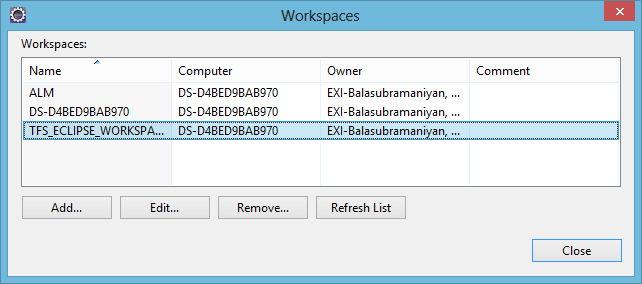 Workspaces
Workspaces:
Name Computer Owner Comment
ALM DS-D4BED9BAB970 EXI-Balasubramaniyan, ...
DS-D4BED9BAB970 DS-D4BED9BAB970 EXI-Balasubramaniyan, ...
TFS_ECLIPSE_WORKSPA... DS-D4BED9BAB970 EXI-Balasubramaniyan, ...
Add... Edit... Remove... Refresh List
Close